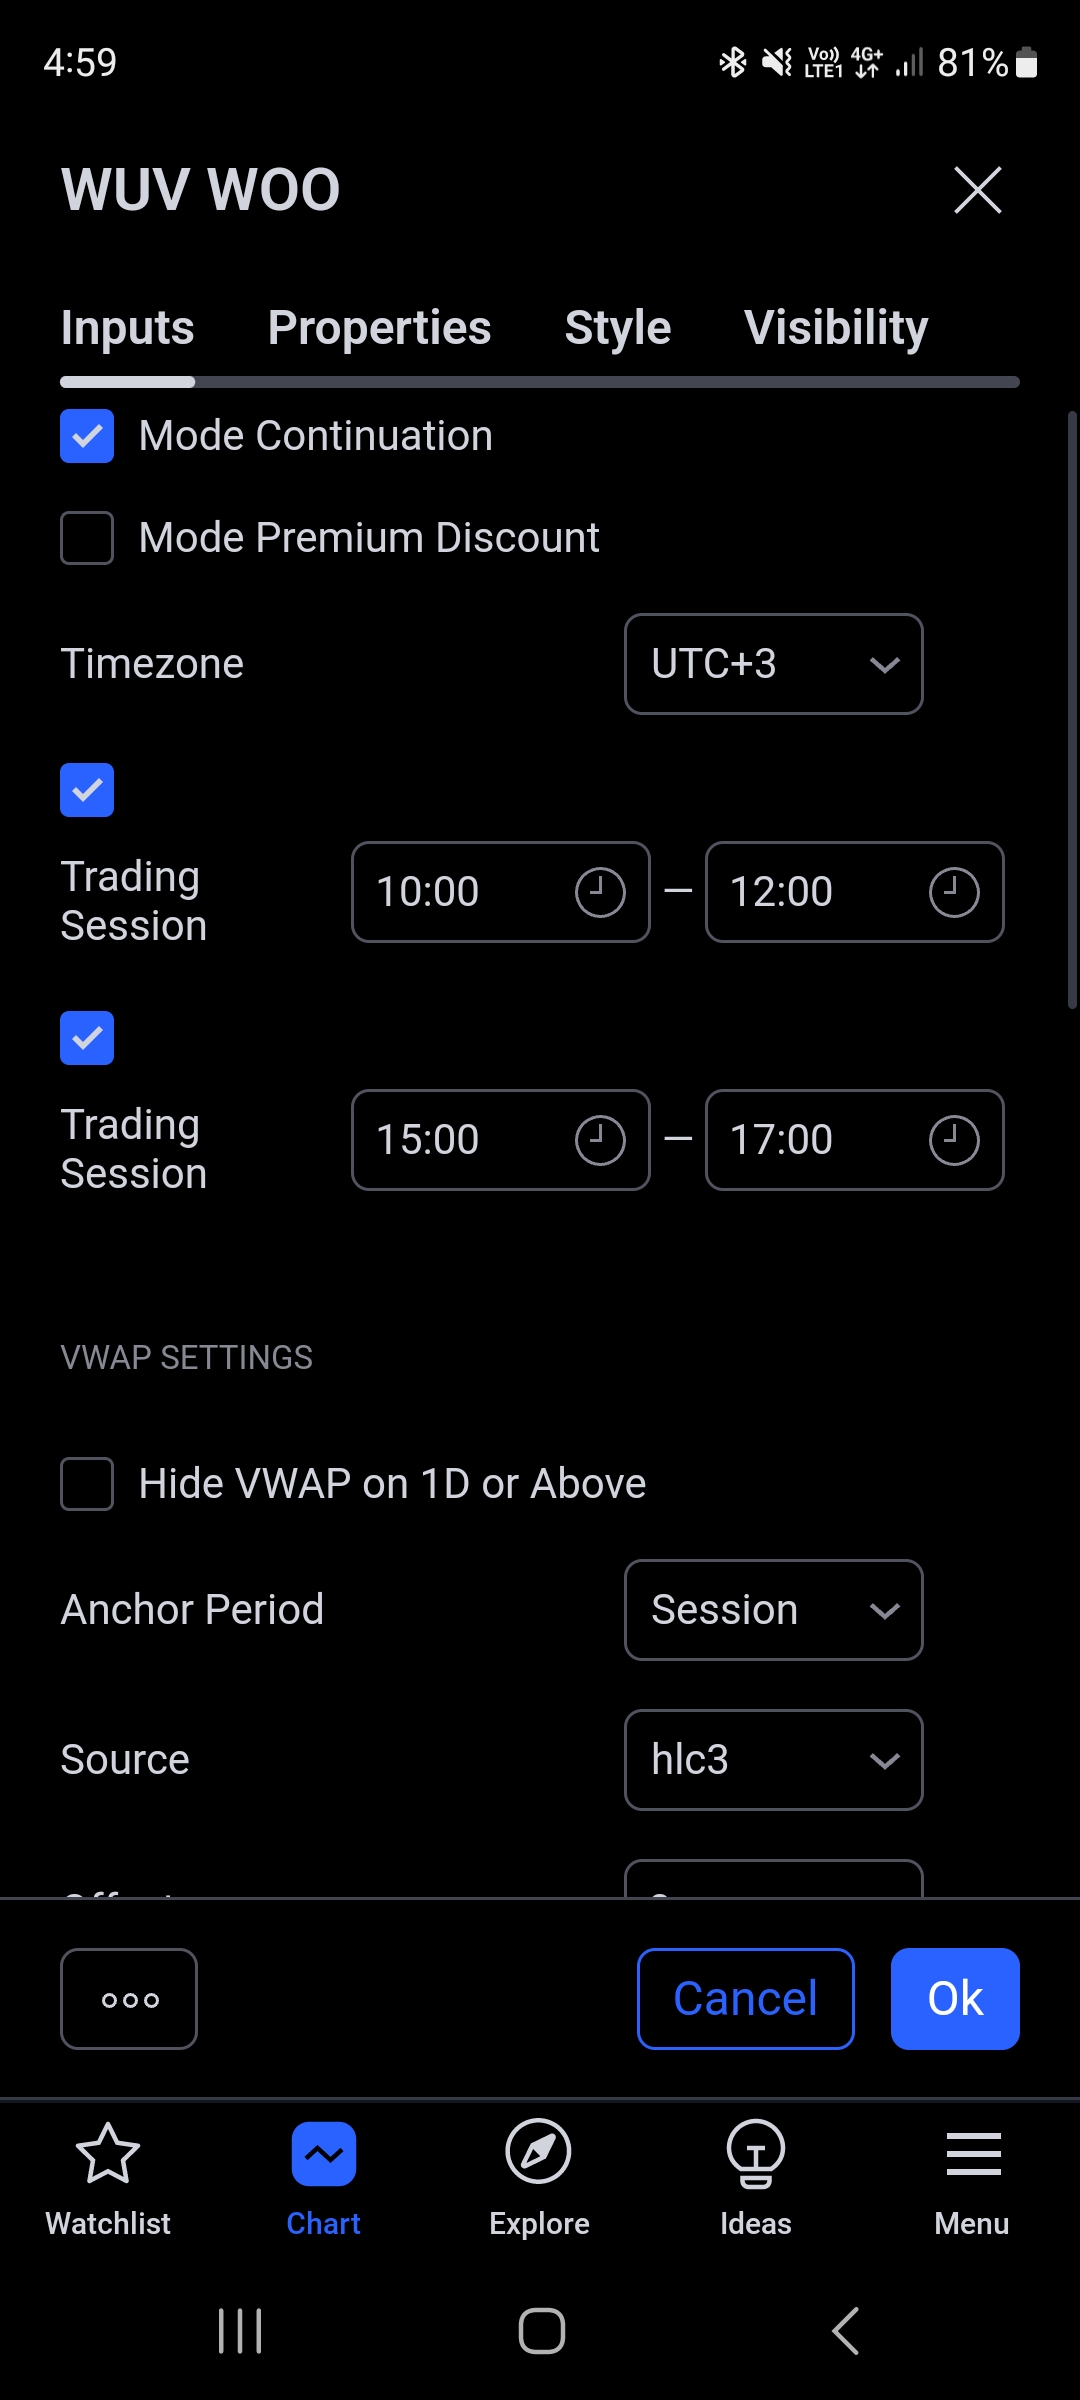 4:59
Vo)) 4G+
LTE1
81%
WUV WOO
Inputs Properties Style Visibility
Mode Continuation
Mode Premium Discount
Timezone UTC+3
Trading
Session
10:00 — 12:00
Trading
Session
15:00 — 17:00
VWAP SETTINGS
Hide VWAP on 1D or Above
Anchor Period Session
Source hlc3
Cancel Ok
Watchlist Chart Explore Ideas Menu